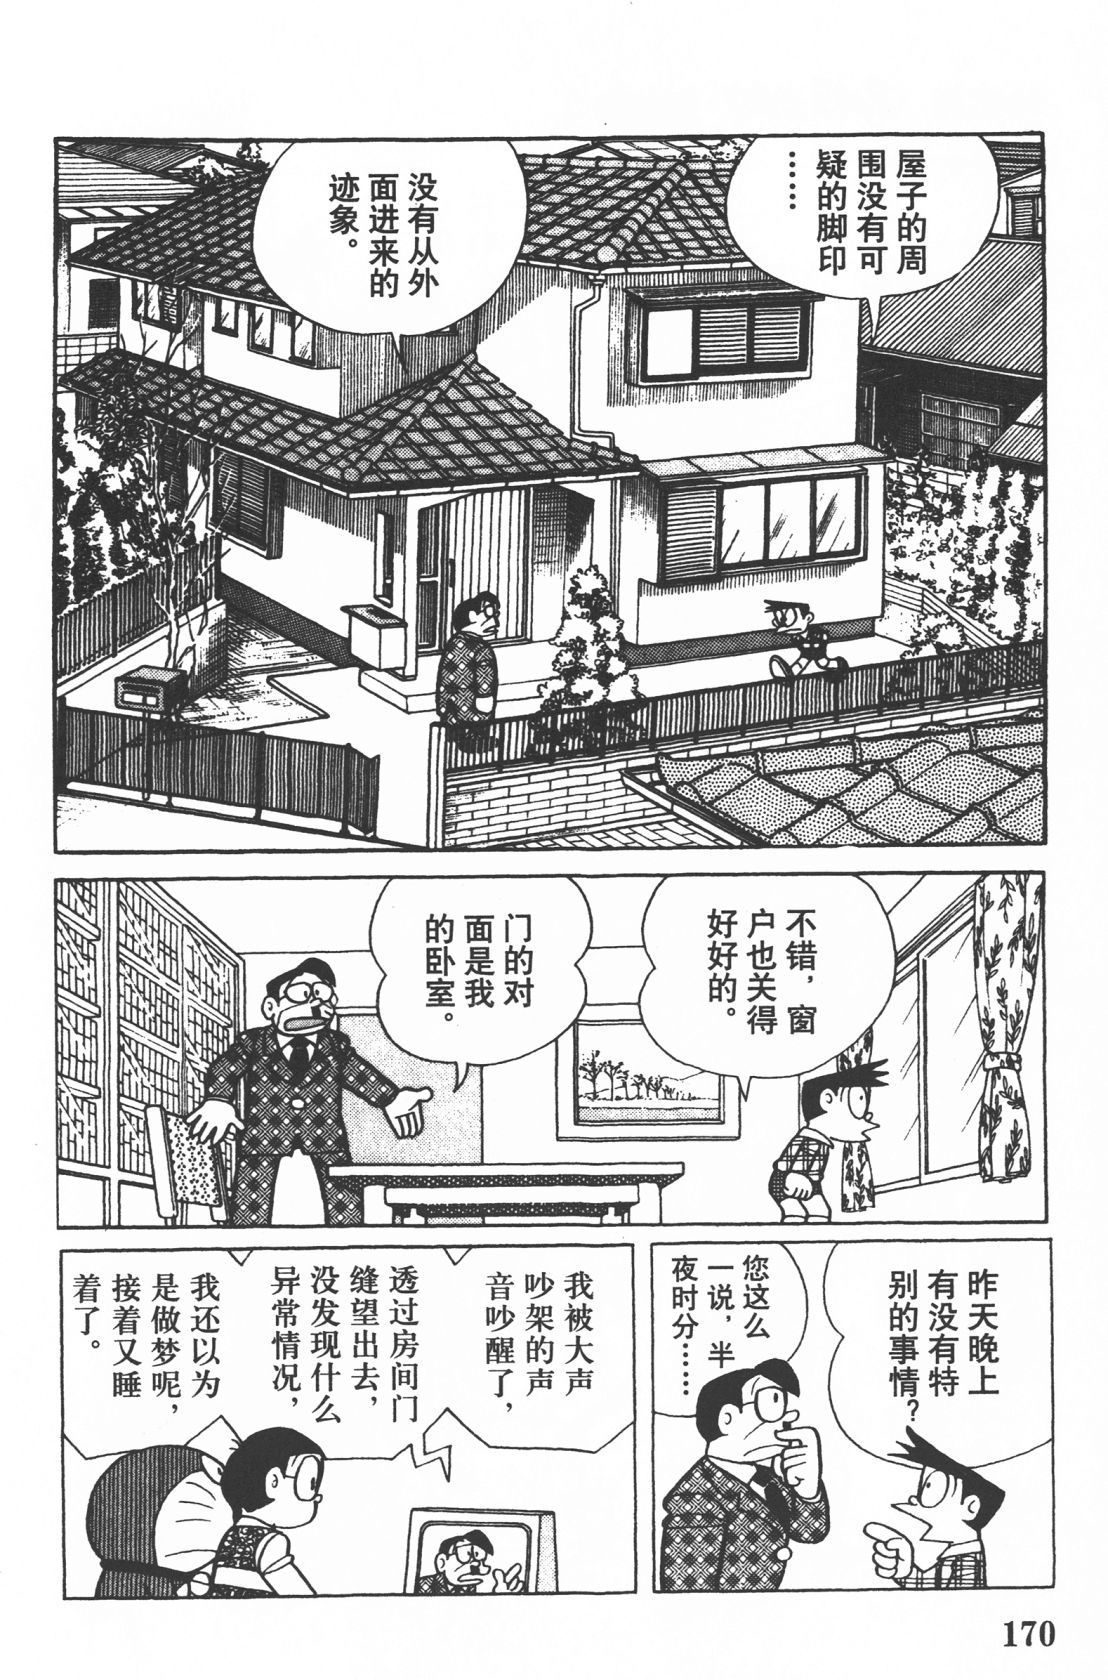 屋子的周
围没有可
疑的脚印
……
没有从外
面进来的
迹象。
不错，窗
户也关得
好好的。
门的对
面是我
的卧室。
昨天晚上
有没有特
别的事情？
您这么
一说，半
夜时分……
我被大声
吵架的声
音吵醒了，
透过房间门
缝望出去，
没发现什么
异常情况，
我还以为
是做梦呢，
接着又睡
着了。
170